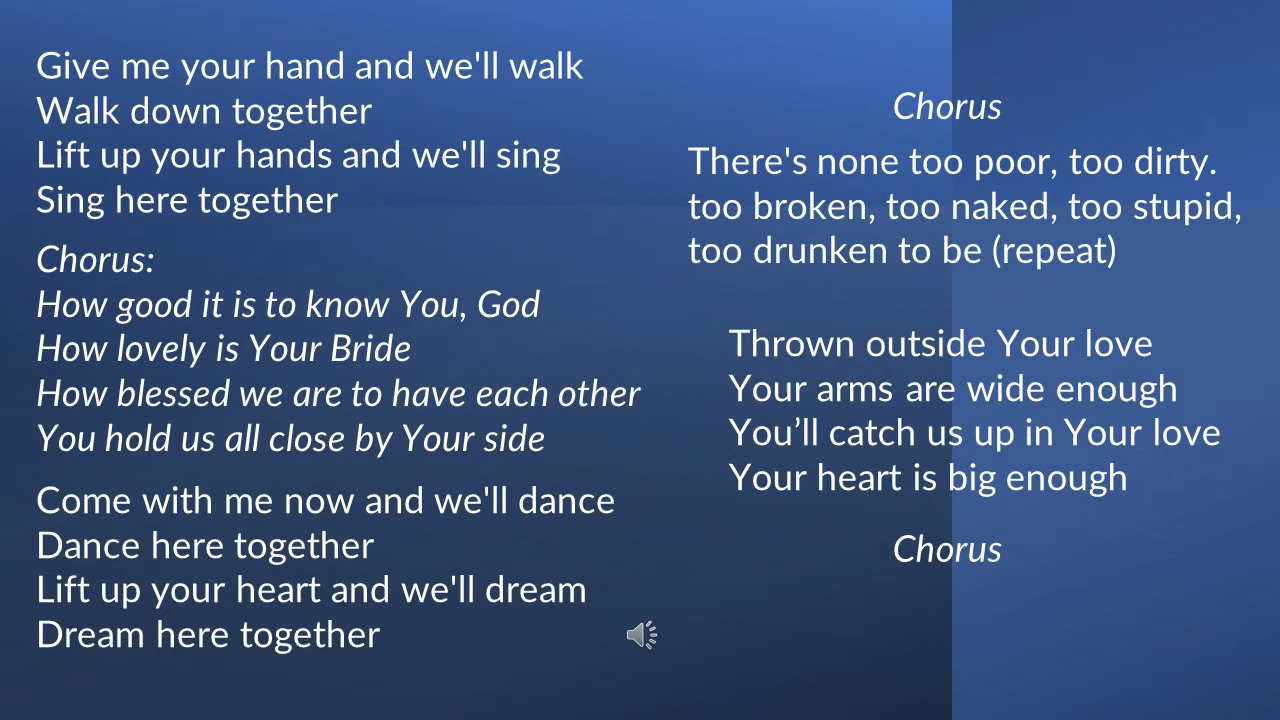 Give me your hand and we'll walk
Walk down together
Lift up your hands and we'll sing
Sing here together
Chorus:
How good it is to know You, God
How lovely is Your Bride
How blessed we are to have each other
You hold us all close by Your side
Come with me now and we'll dance
Dance here together
Lift up your heart and we'll dream
Dream here together
Chorus
There's none too poor, too dirty.
too broken, too naked, too stupid,
too drunken to be (repeat)
Thrown outside Your love
Your arms are wide enough
You’ll catch us up in Your love
Your heart is big enough
Chorus